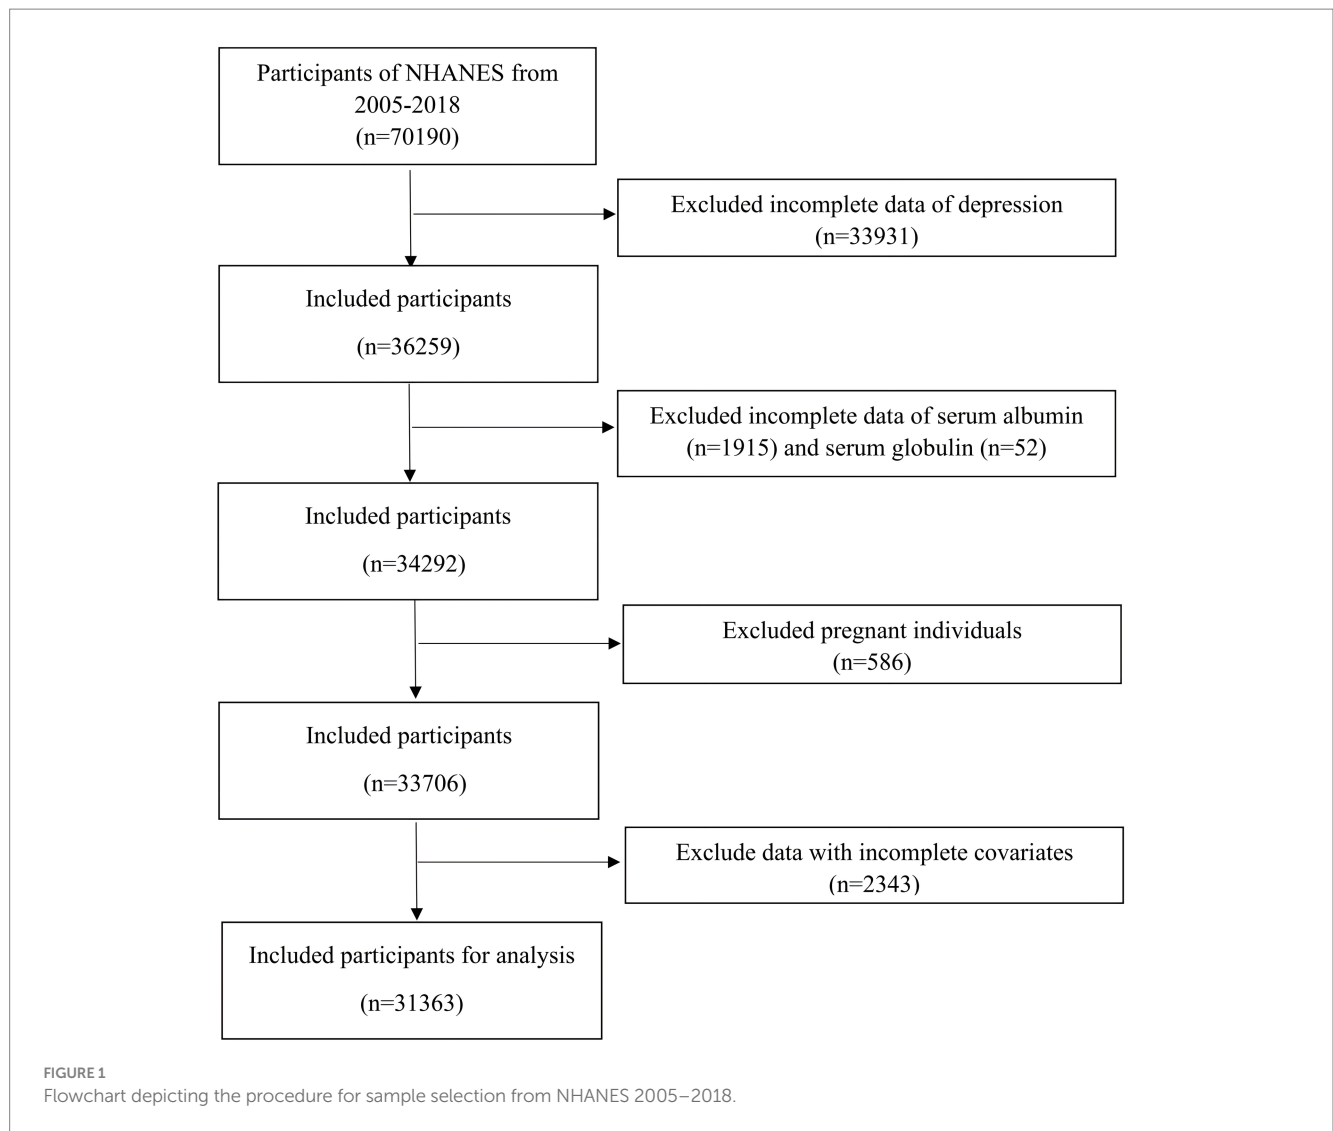 Participants of NHANES from
2005-2018
(n=70190)
Excluded incomplete data of depression
(n=33931)
Included participants
(n=36259)
Excluded incomplete data of serum albumin
(n=1915) and serum globulin (n=52)
Included participants
(n=34292)
Excluded pregnant individuals
(n=586)
Included participants
(n=33706)
Exclude data with incomplete covariates
(n=2343)
Included participants for analysis
(n=31363)
FIGURE 1
Flowchart depicting the procedure for sample selection from NHANES 2005–2018.